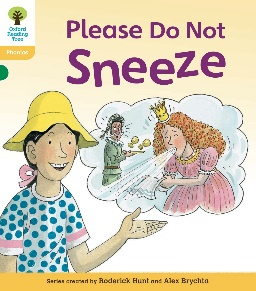 Oxford
Reading
Tree
Phonics
Please Do Not
Sneeze
Series created by Roderick Hunt and Alex Brychta